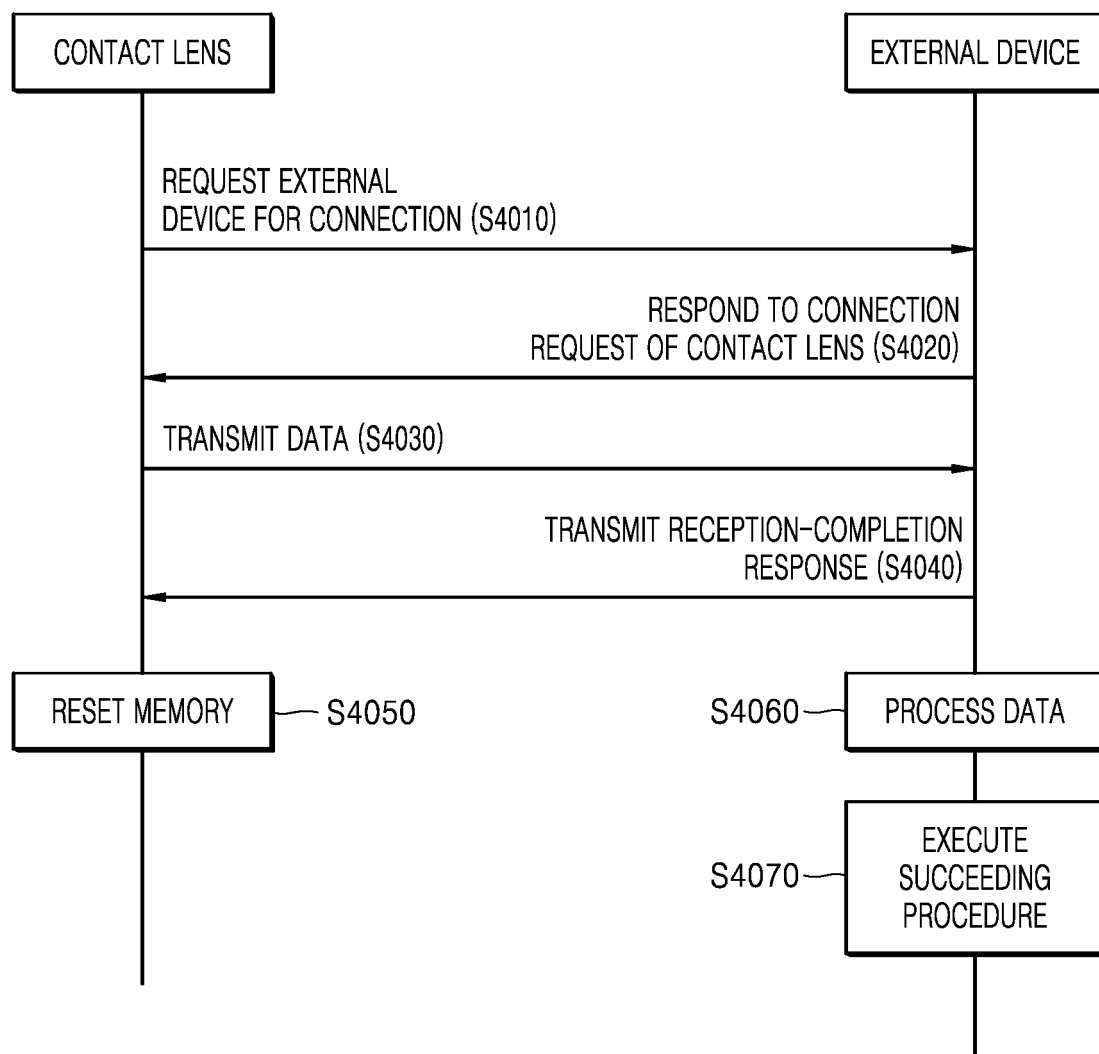 CONTACT LENS
EXTERNAL DEVICE
REQUEST EXTERNAL
DEVICE FOR CONNECTION (S4010)
RESPOND TO CONNECTION
REQUEST OF CONTACT LENS (S4020)
TRANSMIT DATA (S4030)
TRANSMIT RECEPTION-COMPLETION
RESPONSE (S4040)
RESET MEMORY
S4050
S4060
PROCESS DATA
S4070
EXECUTE
SUCCEEDING
PROCEDURE